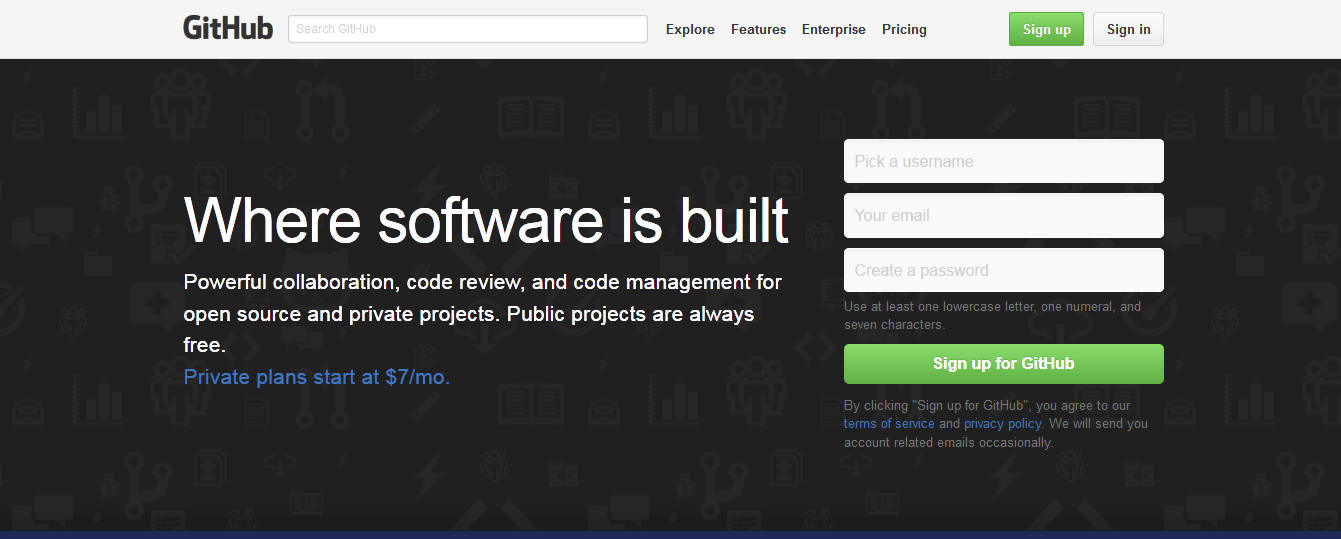 GitHub
Search GitHub
Explore
Features
Enterprise
Pricing
Sign up
Sign in
Where software is built
Powerful collaboration, code review, and code management for
open source and private projects. Public projects are always
free.
Private plans start at $7/mo.
Pick a username
Your email
Create a password
Use at least one lowercase letter, one numeral, and
seven characters.
Sign up for GitHub
By clicking "Sign up for GitHub", you agree to our
terms of service and privacy policy. We will send you
account related emails occasionally.